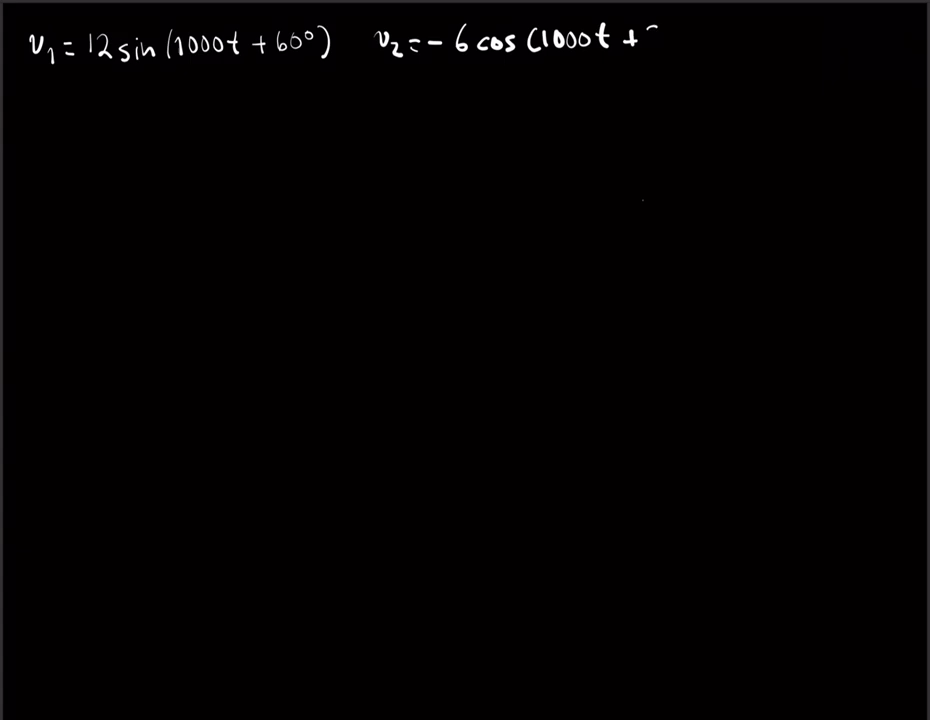 v₁ = 12 sin (1000t + 60°) v₂ = - 6 cos (1000t +